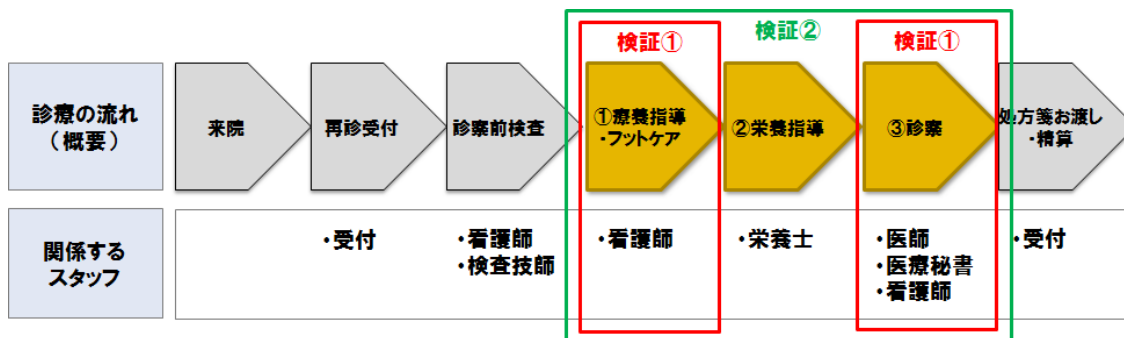 検証①
検証②
検証①
診療の流れ
（概要）
来院
再診受付
診察前検査
①療養指導
・フットケア
②栄養指導
③診察
処方箋お渡し
・精算
関係する
スタッフ
・受付
・看護師
・検査技師
・看護師
・栄養士
・医師
・医療秘書
・看護師
・受付